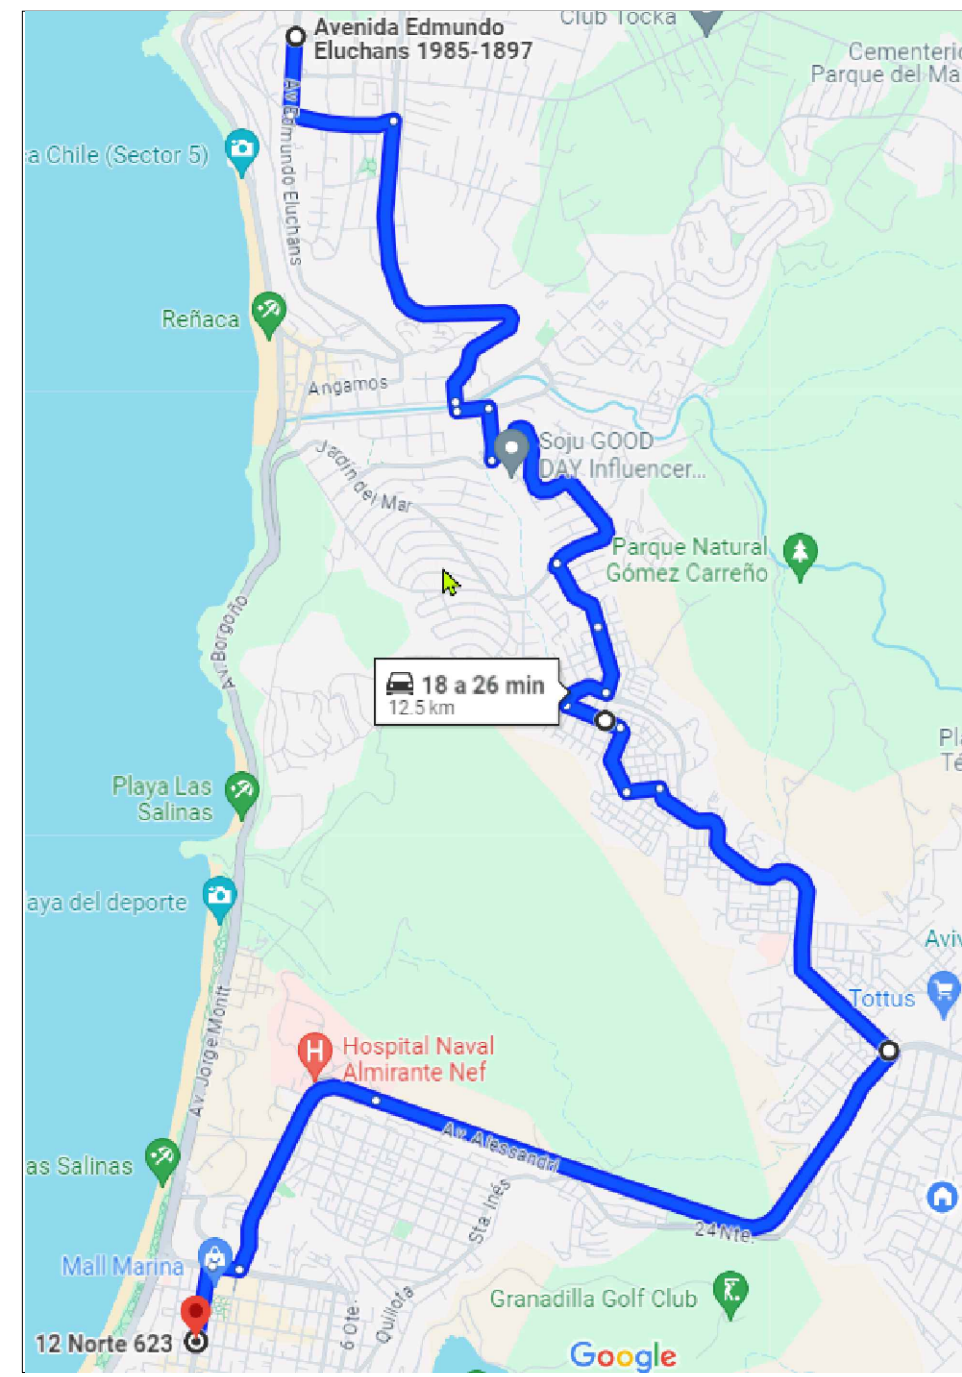 Club Tocka
Avenida Edmundo
Eluchans 1985-1897
Cementerio
Parque del Ma
Av. Edmundo Eluchans
a Chile (Sector 5)
Reñaca
Angamos
Jardín del Mar
Soju GOOD
DAY Influencer...
Parque Natural
Gómez Carreño
Av. Borgoño
18 a 26 min
12.5 km
Pl
Té
Playa Las
Salinas
aya del deporte
Aviv
Tottus
Av. Jorge Montt
H
Hospital Naval
Almirante Nef
Av. Alessandri
as Salinas
Sta. Inés
24 Nte.
Mall Marina
6 Ote.
Quillota
Granadilla Golf Club
12 Norte 623
Google